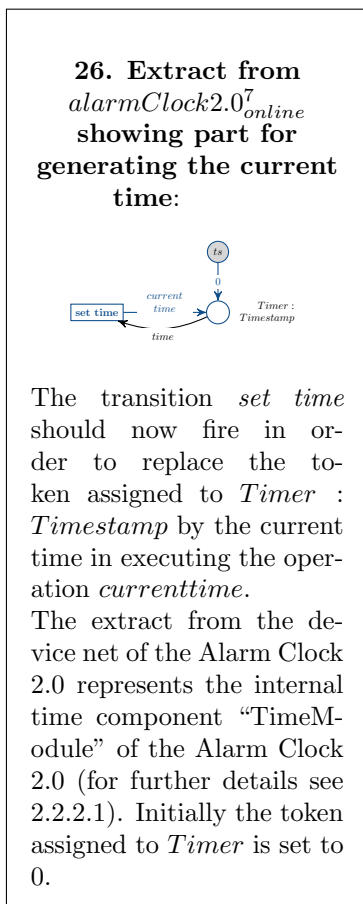 26. Extract from
alarmClock2.0⁷online
showing part for
generating the current
time:
ts
0
current
time
set time
Timer :
Timestamp
time
The transition set time
should now fire in or-
der to replace the to-
ken assigned to Timer :
Timestamp by the current
time in executing the oper-
ation currenttime.
The extract from the de-
vice net of the Alarm Clock
2.0 represents the internal
time component “TimeM-
odule” of the Alarm Clock
2.0 (for further details see
2.2.2.1). Initially the token
assigned to Timer is set to
0.